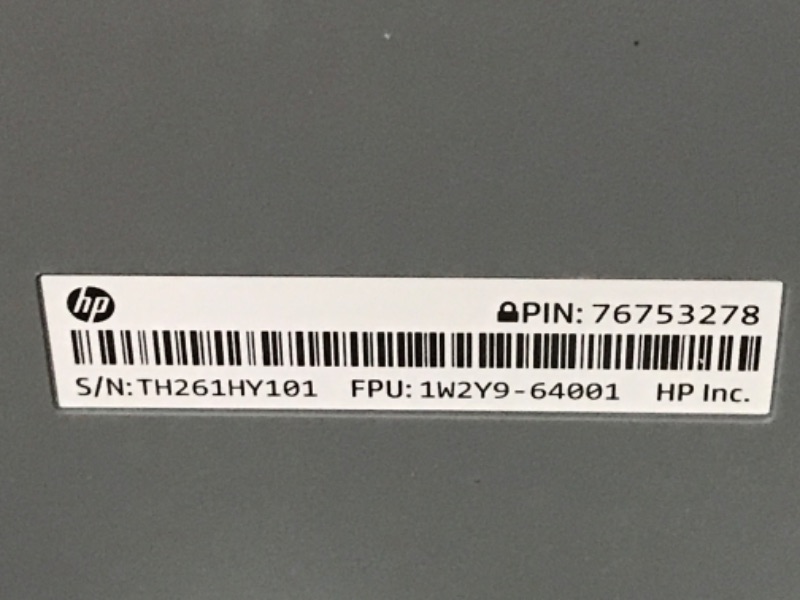 hp
PIN: 76753278
S/N: TH261HY101 FPU: 1W2Y9-64001 HP Inc.